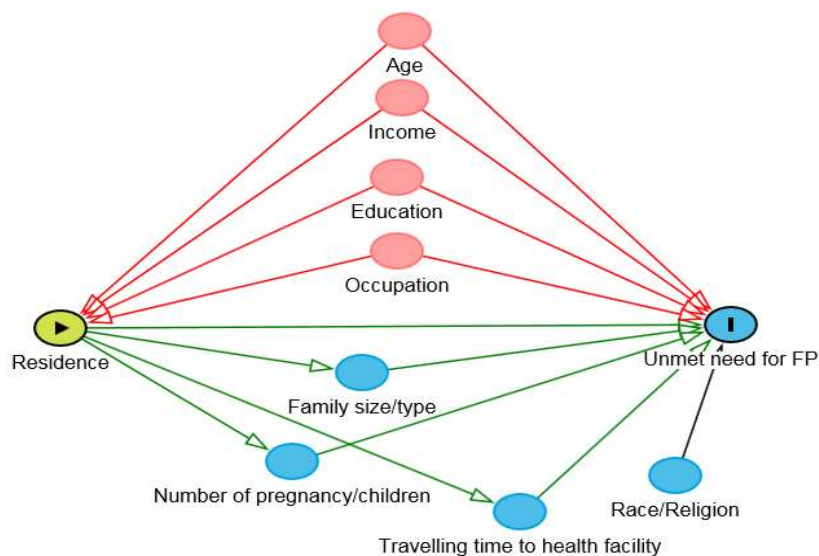 Age
Income
Education
Occupation
Residence
Unmet need for FP
Family size/type
Number of pregnancy/children
Race/Religion
Travelling time to health facility